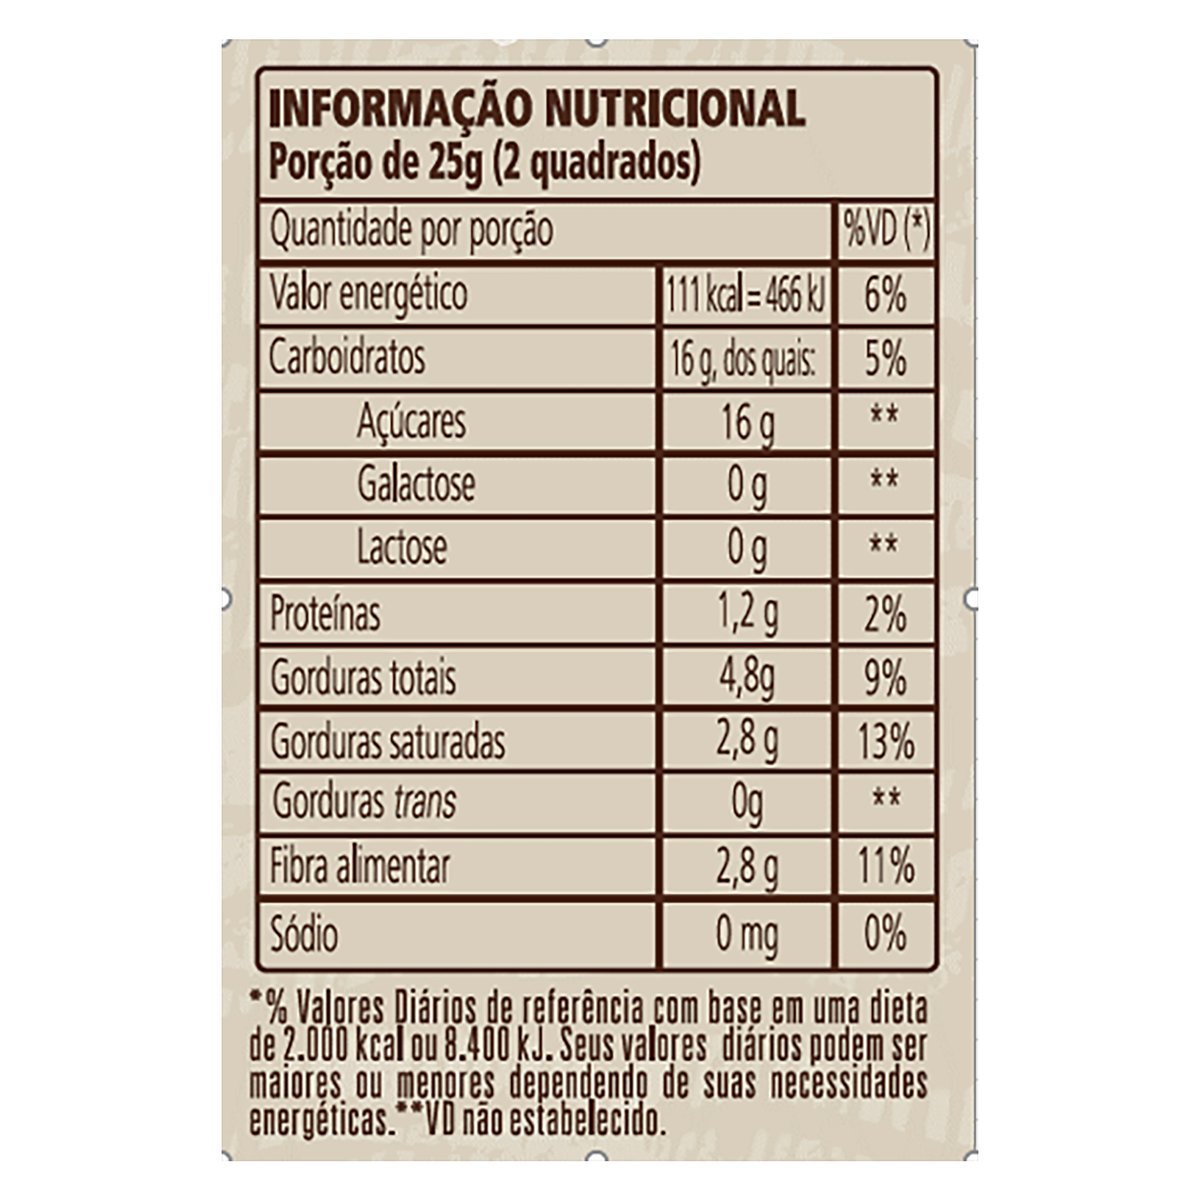 INFORMAÇÃO NUTRICIONAL
Porção de 25g (2 quadrados)
Quantidade por porção %VD (*)
Valor energético 111 kcal = 466 kJ 6%
Carboidratos 16 g, dos quais: 5%
Açúcares 16 g **
Galactose 0 g **
Lactose 0 g **
Proteínas 1,2 g 2%
Gorduras totais 4,8g 9%
Gorduras saturadas 2,8 g 13%
Gorduras trans 0g **
Fibra alimentar 2,8 g 11%
Sódio 0 mg 0%
*% Valores Diários de referência com base em uma dieta
de 2.000 kcal ou 8.400 kJ. Seus valores diários podem ser
maiores ou menores dependendo de suas necessidades
energéticas.**VD não estabelecido.